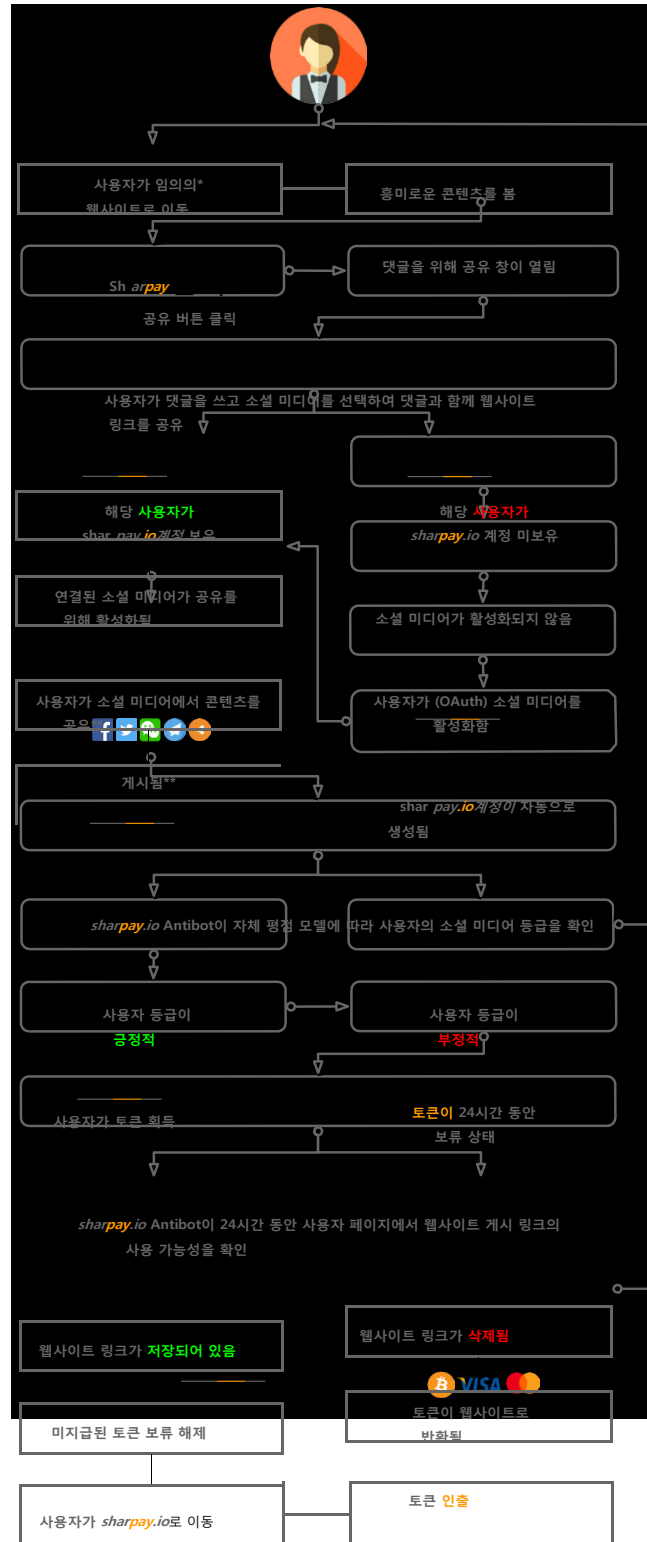 사용자가 임의의*
웹사이트로 이동
흥미로운 콘텐츠를 봄
Sh arpay
공유 버튼 클릭
댓글을 위해 공유 창이 열림
사용자가 댓글을 쓰고 소셜 미디어를 선택하여 댓글과 함께 웹사이트
링크를 공유
해당 사용자가
shar pay.io계정 보유
해당 사용자가
sharpay.io 계정 미보유
연결된 소셜 미디어가 공유를
위해 활성화됨
소셜 미디어가 활성화되지 않음
사용자가 소셜 미디어에서 콘텐츠를
사용자가 (OAuth) 소셜 미디어를
활성화함
게시됨**
shar pay.io계정이 자동으로
생성됨
sharpay.io Antibot이 자체 평점 모델에 따라 사용자의 소셜 미디어 등급을 확인
사용자 등급이
긍정적
사용자 등급이
부정적
사용자가 토큰 획득
토큰이 24시간 동안
보류 상태
sharpay.io Antibot이 24시간 동안 사용자 페이지에서 웹사이트 게시 링크의
사용 가능성을 확인
웹사이트 링크가 저장되어 있음
웹사이트 링크가 삭제됨
VISA
미지급된 토큰 보류 해제
토큰이 웹사이트로
반환됨
사용자가 sharpay.io로 이동
토큰 인출